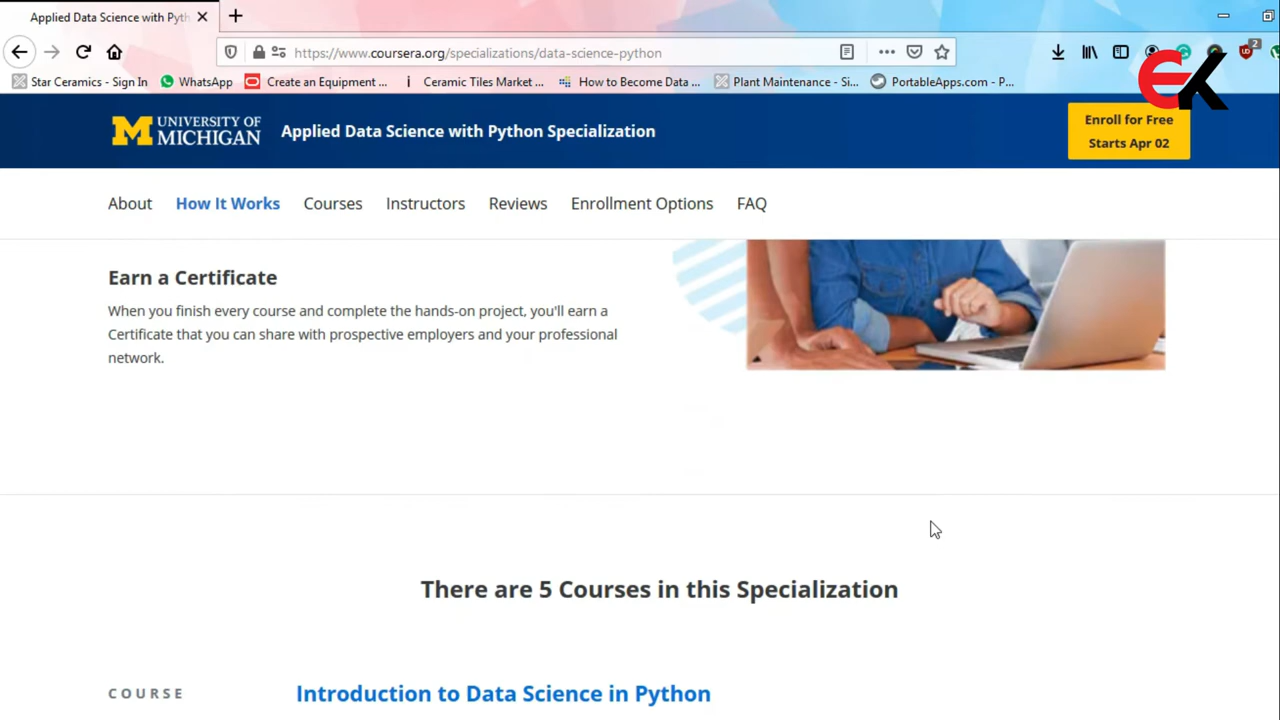 Applied Data Science with Pyth
https://www.coursera.org/specializations/data-science-python
2
Star Ceramics - Sign In
WhatsApp
Create an Equipment ...
Ceramic Tiles Market ...
How to Become Data ...
Plant Maintenance - Si...
PortableApps.com - P...
EK
M UNIVERSITY OF MICHIGAN
Applied Data Science with Python Specialization
Enroll for Free
Starts Apr 02
About
How It Works
Courses
Instructors
Reviews
Enrollment Options
FAQ
Earn a Certificate
When you finish every course and complete the hands-on project, you'll earn a
Certificate that you can share with prospective employers and your professional
network.
There are 5 Courses in this Specialization
COURSE
Introduction to Data Science in Python